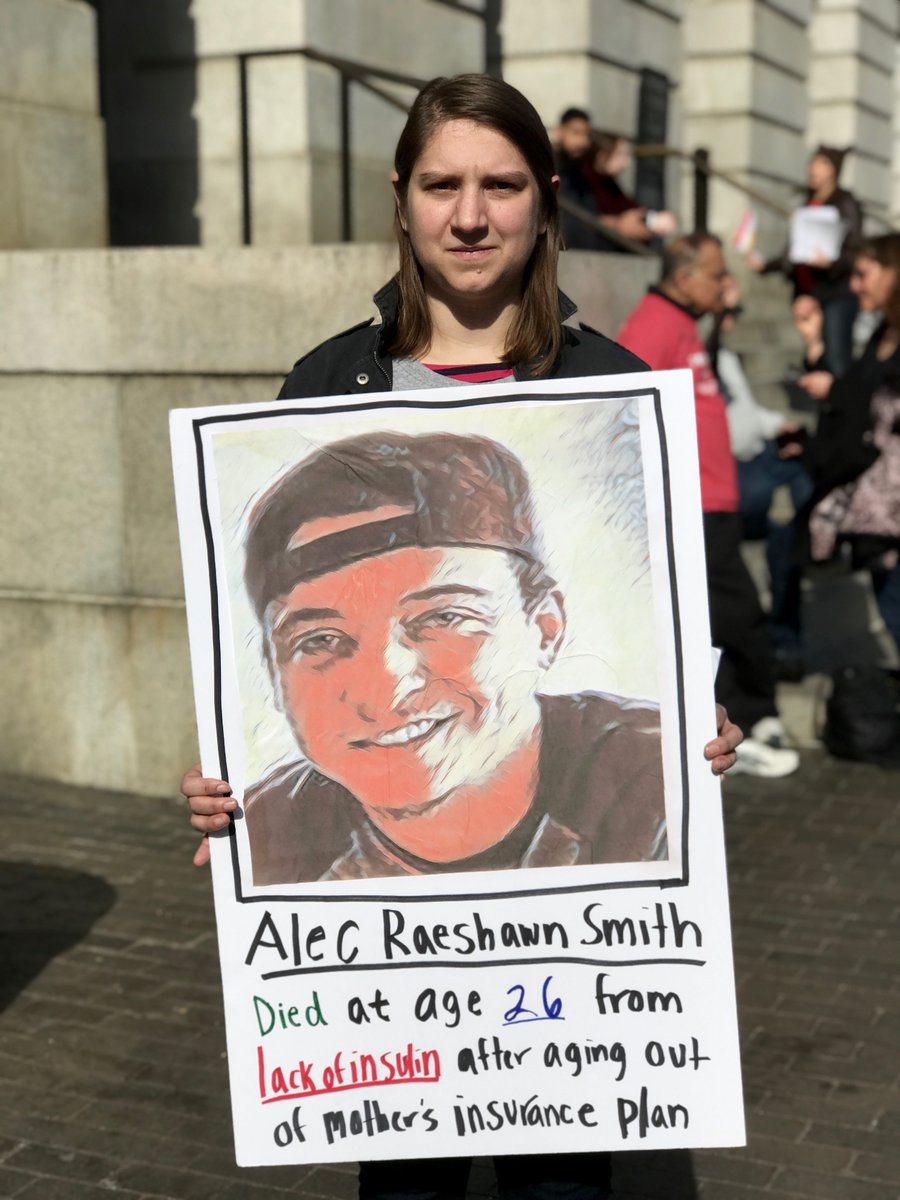 Alec Raeshawn Smith
Died at age 26 from
lack of insulin after aging out
of mother's insurance plan